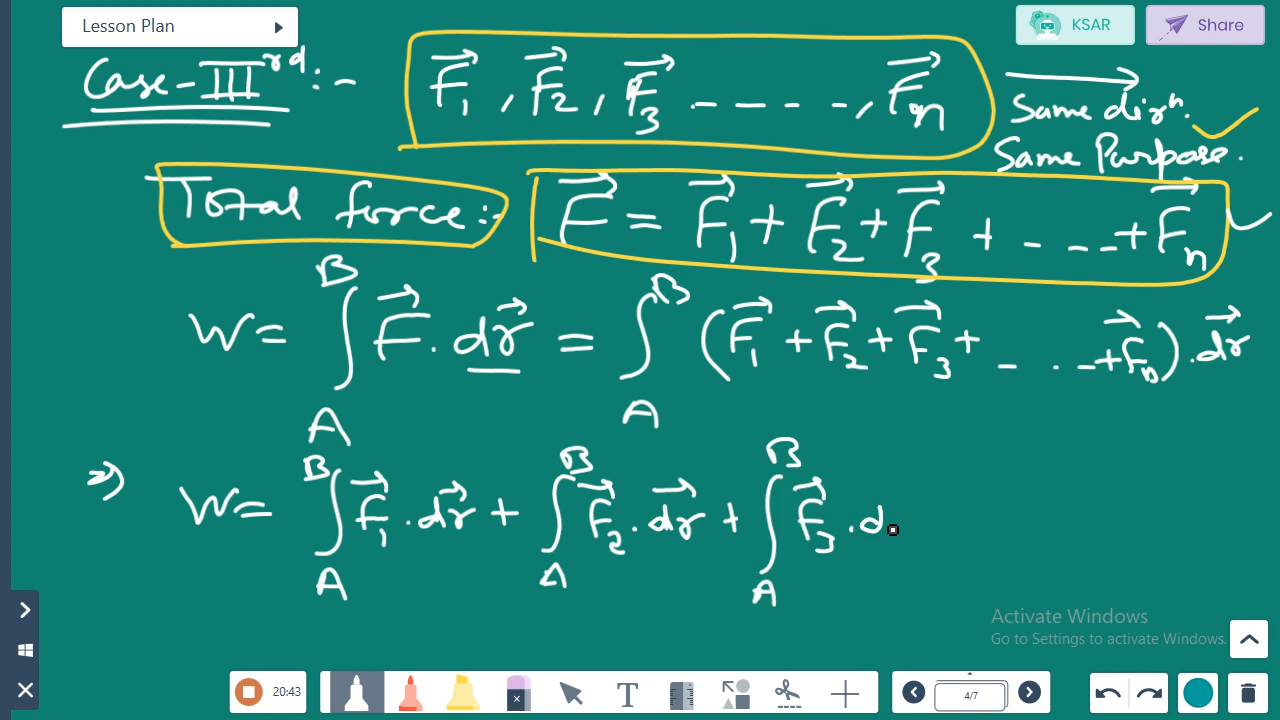 Lesson Plan
KSAR
Share
Case-III rd :-
F⃗1 , F⃗2 , F⃗3 - - - - -, F⃗n
Same dirⁿ.
Same Purpose.
Total force:-
F⃗ = F⃗1 + F⃗2 + F⃗3 + - - - - + F⃗n
W = ∫_A^B F⃗ . dr⃗ = ∫_A^B (F⃗1 + F⃗2 + F⃗3 + - - - - + F⃗n) . dr⃗
⇒ W = ∫_A^B F⃗1 . dr⃗ + ∫_A^B F⃗2 . dr⃗ + ∫_A^B F⃗3 . d
Activate Windows
Go to Settings to activate Windows.
20:43
T
4/7